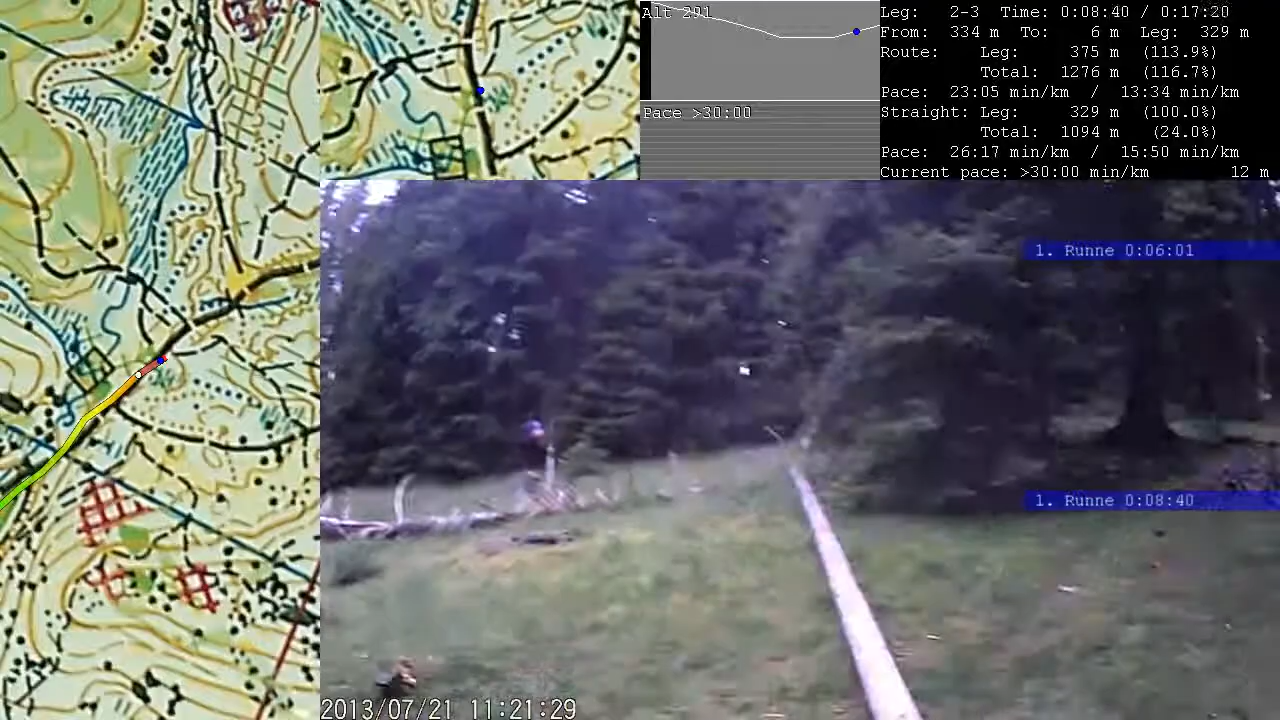 Alt 291
Pace >30:00
Leg: 2-3 Time: 0:08:40 / 0:17:20
From: 334 m To: 6 m Leg: 329 m
Route: Leg: 375 m (113.9%)
Total: 1276 m (116.7%)
Pace: 23:05 min/km / 13:34 min/km
Straight: Leg: 329 m (100.0%)
Total: 1094 m (24.0%)
Pace: 26:17 min/km / 15:50 min/km
Current pace: >30:00 min/km 12 m
1. Runne 0:06:01
1. Runne 0:08:40
2013/07/21 11:21:29